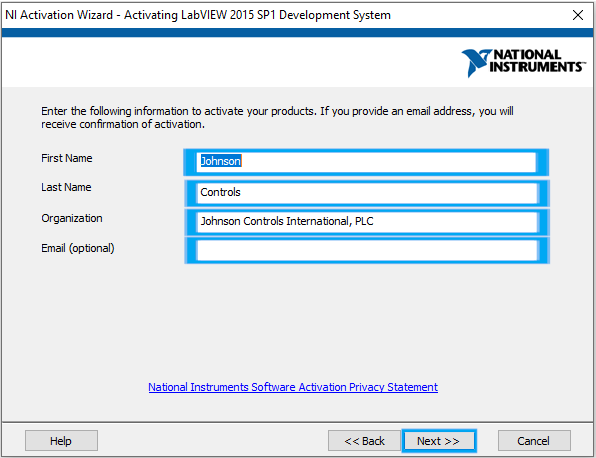 NI Activation Wizard - Activating LabVIEW 2015 SP1 Development System
NATIONAL
INSTRUMENTS™
Enter the following information to activate your products. If you provide an email address, you will
receive confirmation of activation.
First Name
Johnson
Last Name
Controls
Organization
Johnson Controls International, PLC
Email (optional)
National Instruments Software Activation Privacy Statement
Help
<< Back
Next >>
Cancel